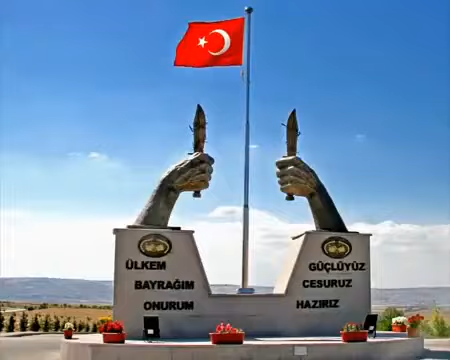 ÜLKEM
BAYRAĞIM
ONURUM
GÜÇLÜYÜZ
CESURUZ
HAZIRIZ